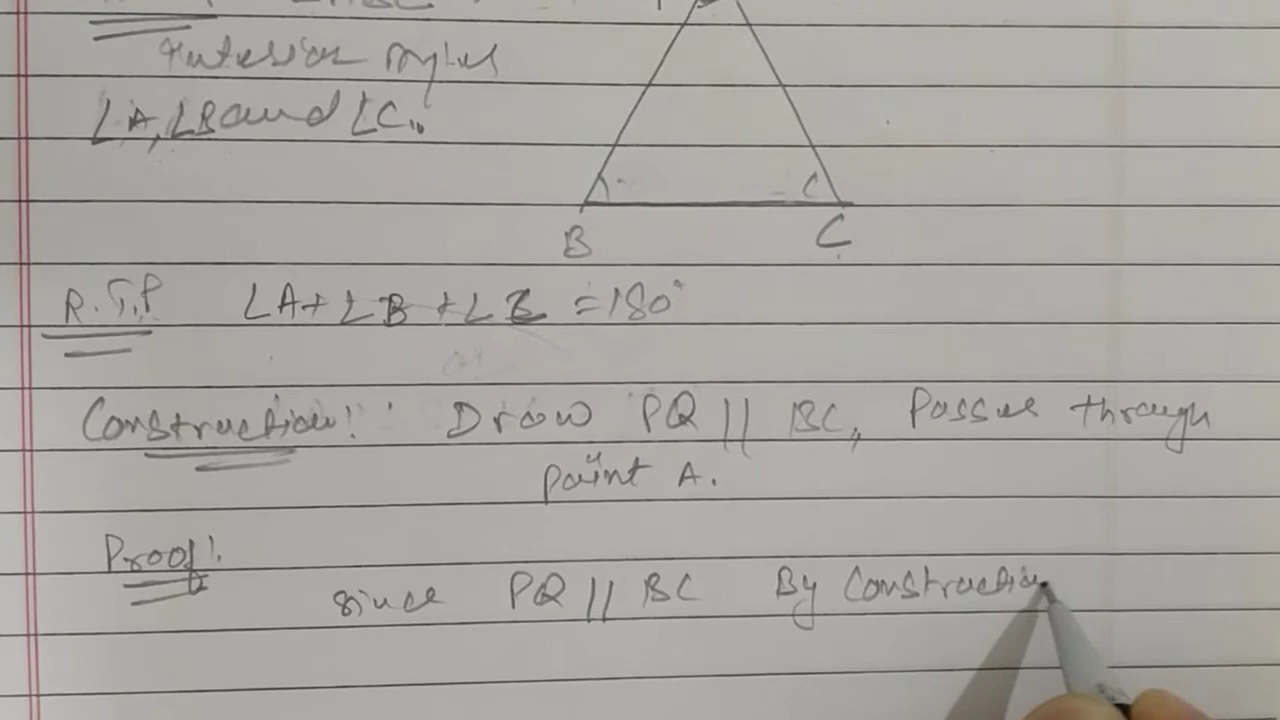 Interior Angles
∠A, ∠B and ∠C.
B
C
R.T.P ∠A + ∠B + ∠C = 180°
Construction: Draw PQ || BC, Passes through
point A.
Proof:
since PQ || BC By Construction